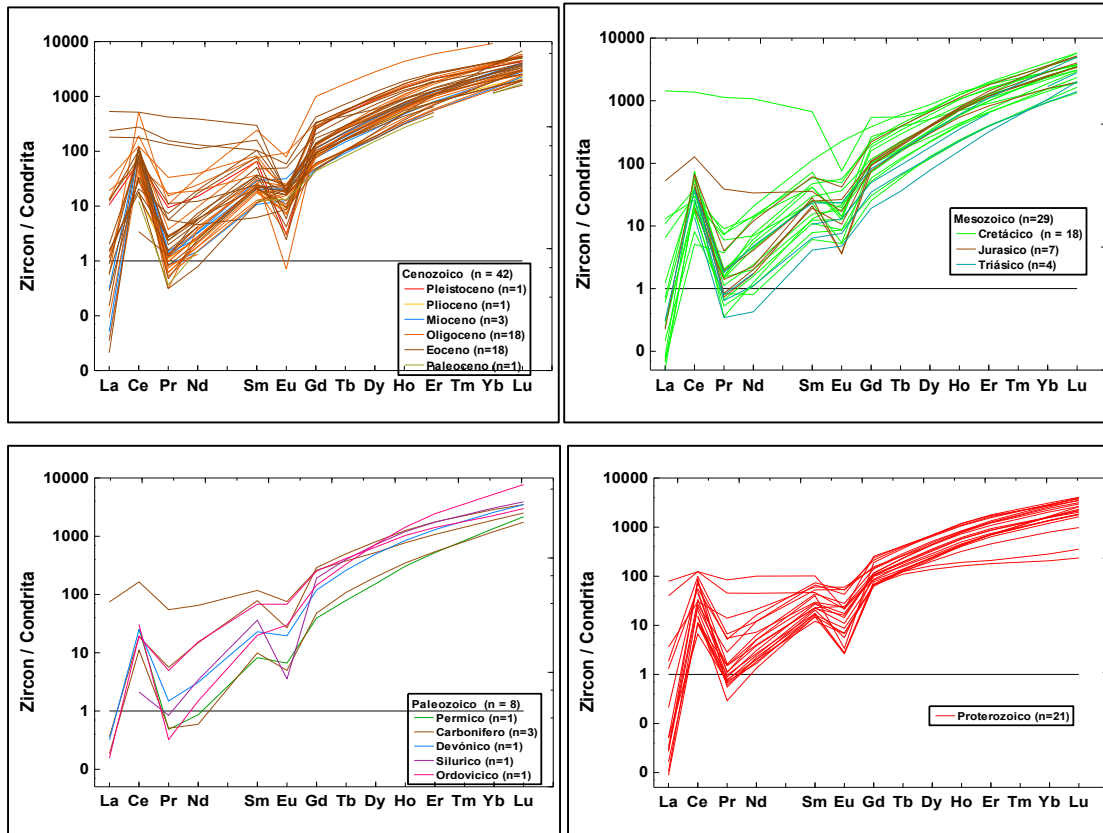 10000
1000
100
10
1
0
0
Zircon / Condrita
Cenozoico (n = 42)
Pleistoceno (n=1)
Plioceno (n=1)
Mioceno (n=3)
Oligoceno (n=18)
Eoceno (n=18)
Paleoceno (n=1)
La Ce Pr Nd Sm Eu Gd Tb Dy Ho Er Tm Yb Lu
10000
1000
100
10
1
0
Zircon / Condrita
Mesozoico (n=29)
Cretácico (n = 18)
Jurasico (n=7)
Triásico (n=4)
La Ce Pr Nd Sm Eu Gd Tb Dy Ho Er Tm Yb Lu
10000
1000
100
10
1
0
Zircon / Condrita
Paleozoico (n = 8)
Permico (n=1)
Carbonifero (n=3)
Devónico (n=1)
Silurico (n=1)
Ordovicico (n=1)
La Ce Pr Nd Sm Eu Gd Tb Dy Ho Er Tm Yb Lu
10000
1000
100
10
1
0
0
Zircon / Condrita
Proterozoico (n=21)
La Ce Pr Nd Sm Eu Gd Tb Dy Ho Er Tm Yb Lu